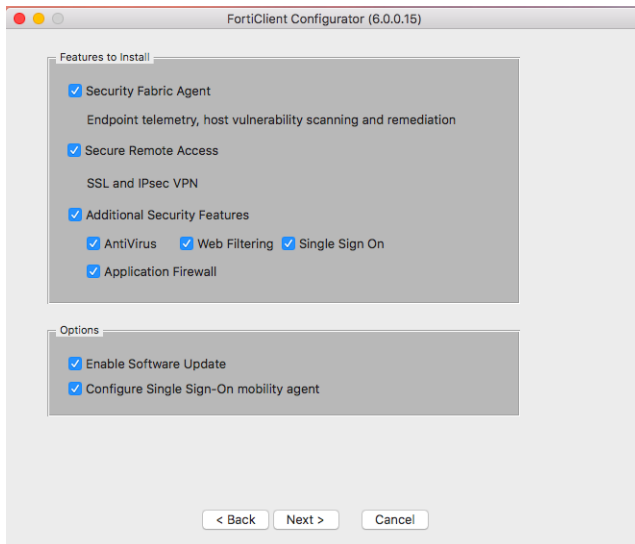 FortiClient Configurator (6.0.0.15)
Features to Install
Security Fabric Agent
Endpoint telemetry, host vulnerability scanning and remediation
Secure Remote Access
SSL and IPsec VPN
Additional Security Features
AntiVirus Web Filtering Single Sign On
Application Firewall
Options
Enable Software Update
Configure Single Sign-On mobility agent
< Back Next > Cancel